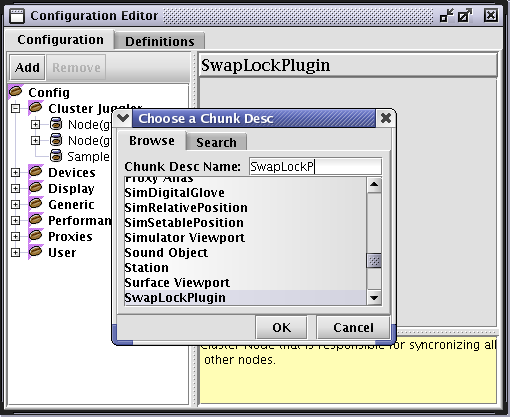 Configuration Editor
Configuration Definitions
Add Remove
SwapLockPlugin
Config
Cluster Juggler
Node(g
Node(g
Sample
Devices
Display
Generic
Performan
Proxies
User
Choose a Chunk Desc
Browse Search
Chunk Desc Name: SwapLockP
Proxy Alias
SimDigitalGlove
SimRelativePosition
SimSetablePosition
Simulator Viewport
Sound Object
Station
Surface Viewport
SwapLockPlugin
OK Cancel
Cluster Node that is responsible for syncronizing all
other nodes.